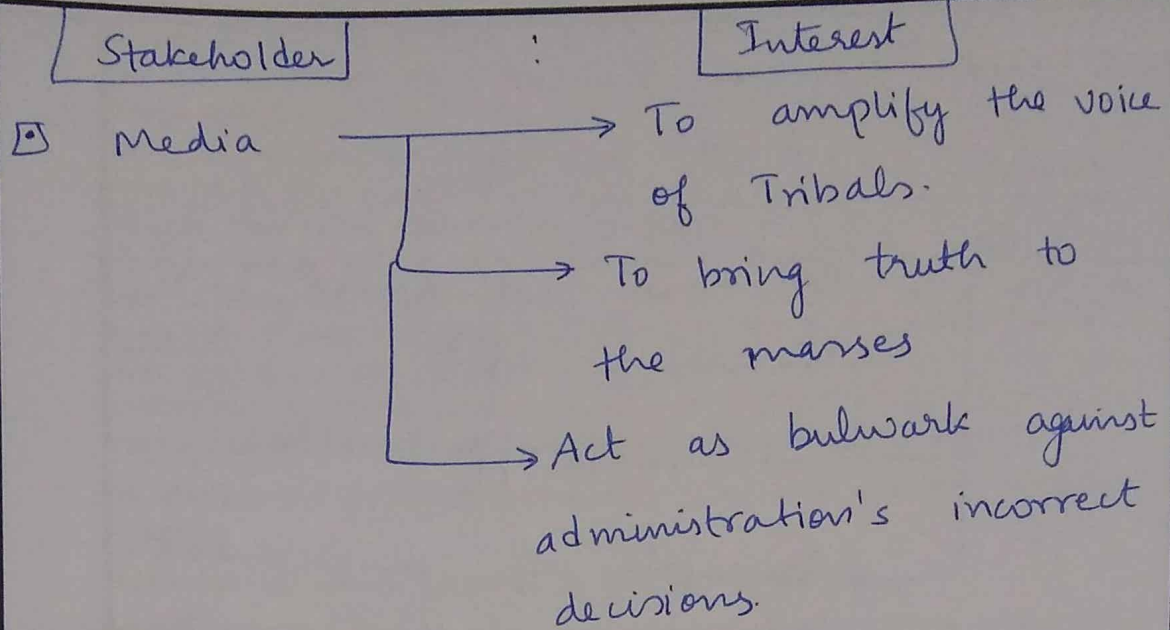 Stakeholder : Interest
Media → To amplify the voice
of Tribals.
→ To bring truth to
the masses
→ Act as bulwark against
administration's incorrect
decisions.